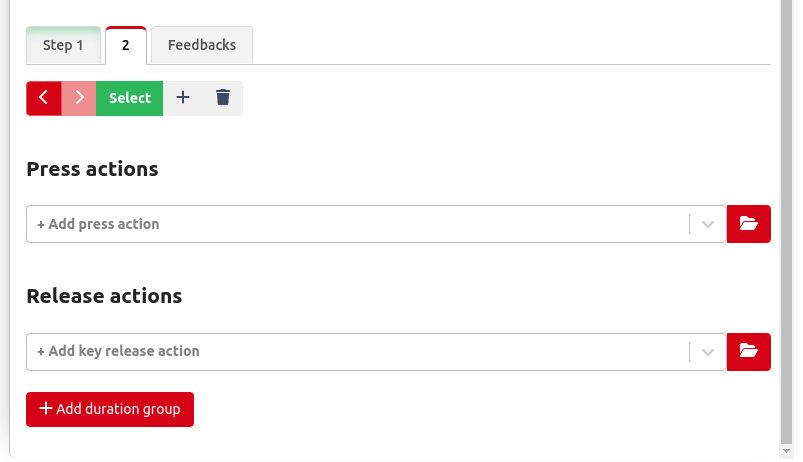 Step 1
2
Feedbacks
Select
Press actions
+ Add press action
Release actions
+ Add key release action
+ Add duration group